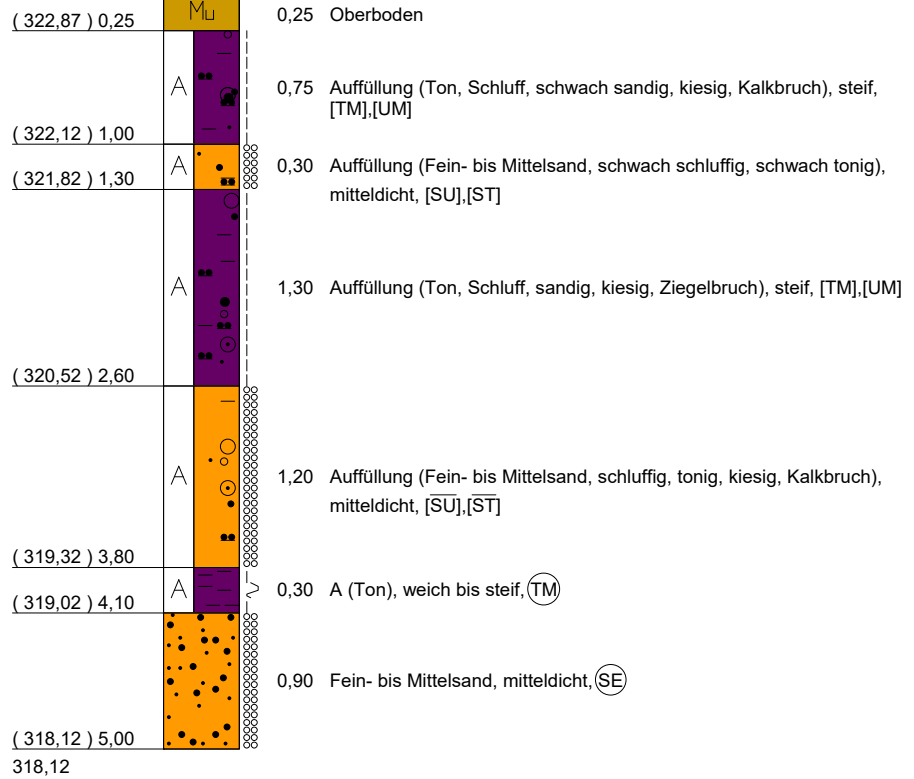 Mu
( 322,87 ) 0,25
0,25 Oberboden
A
0,75 Auffüllung (Ton, Schluff, schwach sandig, kiesig, Kalkbruch), steif,
[TM],[UM]
( 322,12 ) 1,00
A
0,30 Auffüllung (Fein- bis Mittelsand, schwach schluffig, schwach tonig),
mitteldicht, [SU],[ST]
( 321,82 ) 1,30
A
1,30 Auffüllung (Ton, Schluff, sandig, kiesig, Ziegelbruch), steif, [TM],[UM]
( 320,52 ) 2,60
A
1,20 Auffüllung (Fein- bis Mittelsand, schluffig, tonig, kiesig, Kalkbruch),
mitteldicht, [S̅U̅],[S̅T̅]
( 319,32 ) 3,80
A
0,30 A (Ton), weich bis steif, TM
( 319,02 ) 4,10
0,90 Fein- bis Mittelsand, mitteldicht, SE
( 318,12 ) 5,00
318,12